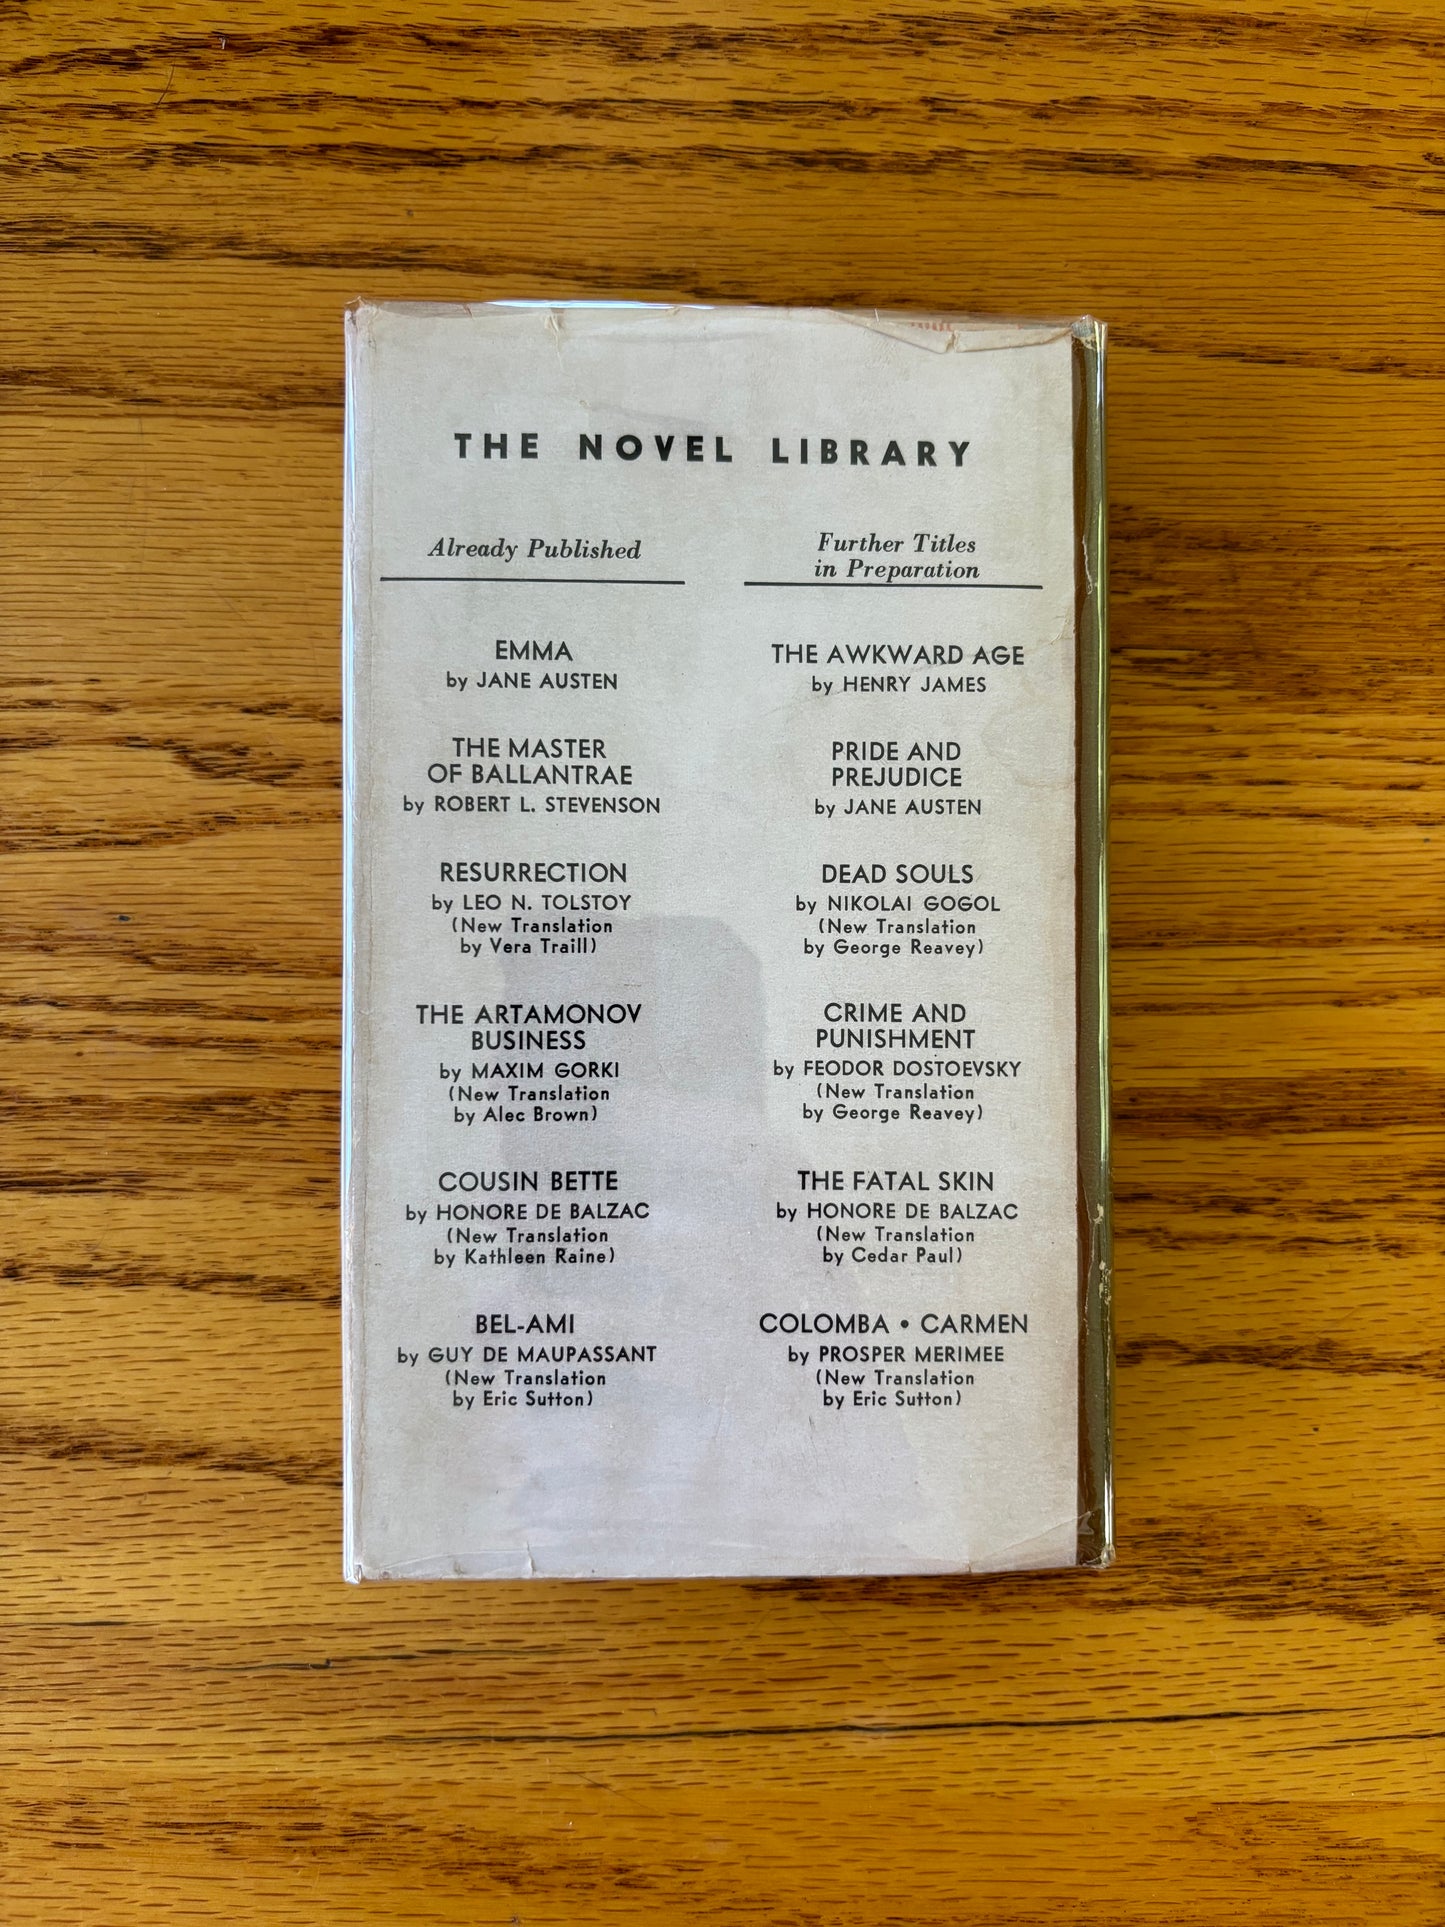 THE NOVEL LIBRARY
Already Published
EMMA
by JANE AUSTEN
THE MASTER
OF BALLANTRAE
by ROBERT L. STEVENSON
RESURRECTION
by LEO N. TOLSTOY
(New Translation
by Vera Traill)
THE ARTAMONOV
BUSINESS
by MAXIM GORKI
(New Translation
by Alec Brown)
COUSIN BETTE
by HONORE DE BALZAC
(New Translation
by Kathleen Raine)
BEL-AMI
by GUY DE MAUPASSANT
(New Translation
by Eric Sutton)
Further Titles
in Preparation
THE AWKWARD AGE
by HENRY JAMES
PRIDE AND
PREJUDICE
by JANE AUSTEN
DEAD SOULS
by NIKOLAI GOGOL
(New Translation
by George Reavey)
CRIME AND
PUNISHMENT
by FEODOR DOSTOEVSKY
(New Translation
by George Reavey)
THE FATAL SKIN
by HONORE DE BALZAC
(New Translation
by Cedar Paul)
COLOMBA • CARMEN
by PROSPER MERIMEE
(New Translation
by Eric Sutton)